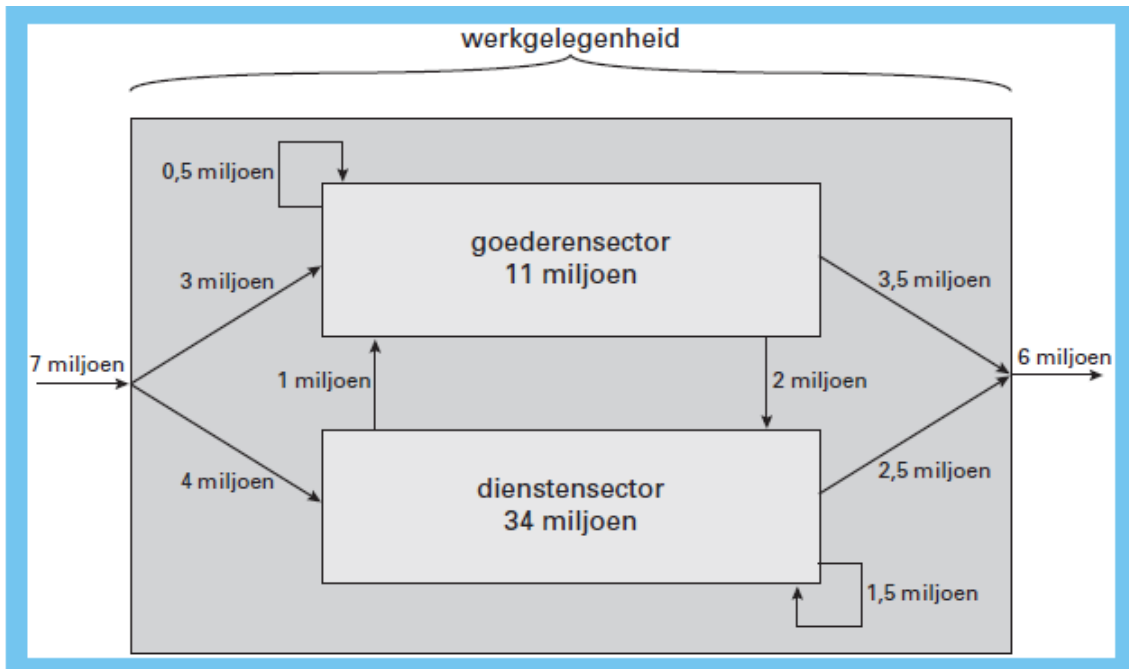 werkgelegenheid
0,5 miljoen
goederensector
11 miljoen
3 miljoen
3,5 miljoen
7 miljoen
1 miljoen
2 miljoen
6 miljoen
4 miljoen
dienstensector
34 miljoen
2,5 miljoen
1,5 miljoen